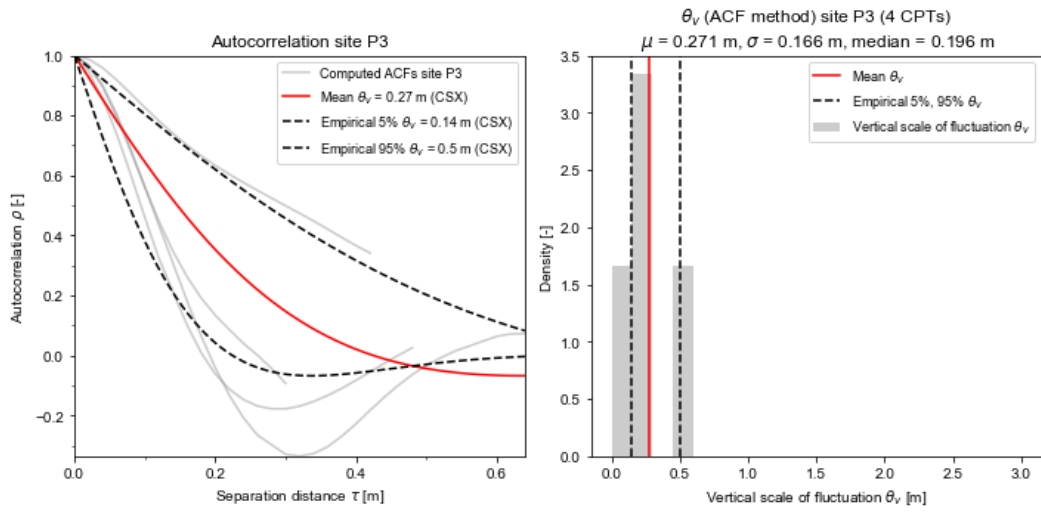 Autocorrelation site P3
1.0
0.8
0.6
0.4
0.2
0.0
−0.2
Autocorrelation ρ [-]
Computed ACFs site P3
Mean θᵥ = 0.27 m (CSX)
Empirical 5% θᵥ = 0.14 m (CSX)
Empirical 95% θᵥ = 0.5 m (CSX)
0.0 0.2 0.4 0.6
Separation distance τ [m]
θᵥ (ACF method) site P3 (4 CPTs)
μ = 0.271 m, σ = 0.166 m, median = 0.196 m
3.5
3.0
2.5
2.0
1.5
1.0
0.5
0.0
Density [-]
Mean θᵥ
Empirical 5%, 95% θᵥ
Vertical scale of fluctuation θᵥ
0.0 0.5 1.0 1.5 2.0 2.5 3.0
Vertical scale of fluctuation θᵥ [m]